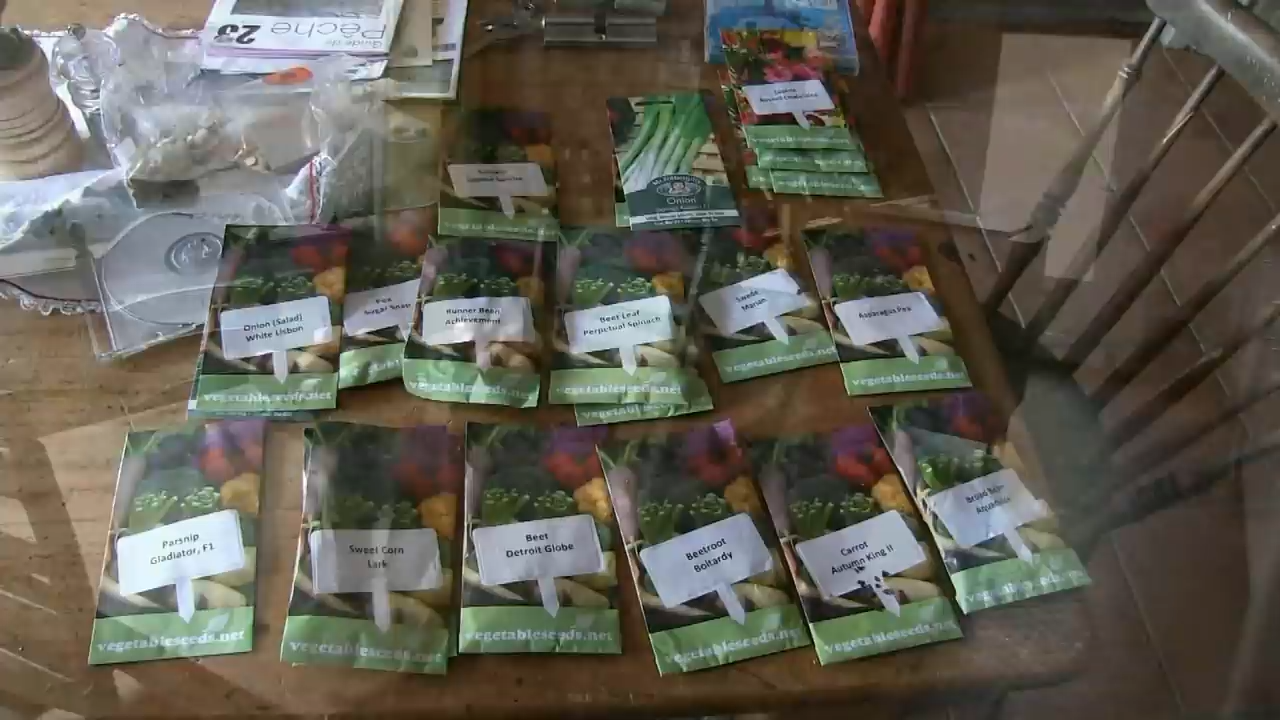 Guide de
Pêche
23
Onion
Onion (Salad)
White Lisbon
vegetableseeds.net
Pea
Sugar Snap
Runner Bean
Achievement
vegetableseeds.net
Beet Leaf
Perpetual Spinach
vegetableseeds.net
vegetableseeds.net
Swede
Marian
vegetableseeds.net
Asparagus Pea
vegetableseeds.net
Parsnip
Gladiator, F1
vegetableseeds.net
Sweet Corn
Lark
vegetableseeds.net
Beet
Detroit Globe
vegetableseeds.net
Beetroot
Boltardy
vegetableseeds.net
Carrot
Autumn King II
vegetableseeds.net
Broad Bean
Aquadulce